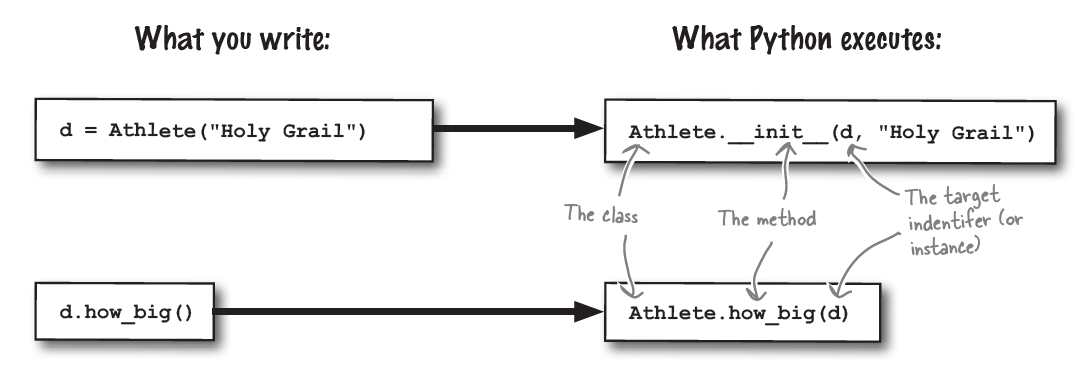 What you write:
What Python executes:
d = Athlete("Holy Grail")
Athlete.__init__(d, "Holy Grail")
The class
The method
The target
indentifer (or
instance)
d.how_big()
Athlete.how_big(d)